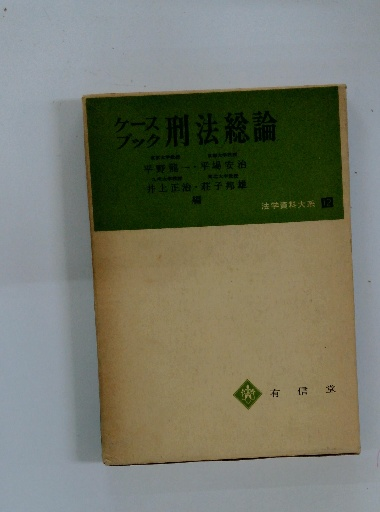 ケース
ブック 刑法総論
平野龍一・平場安治
井上正治・荘子邦雄
編
法学資料大系
有信堂